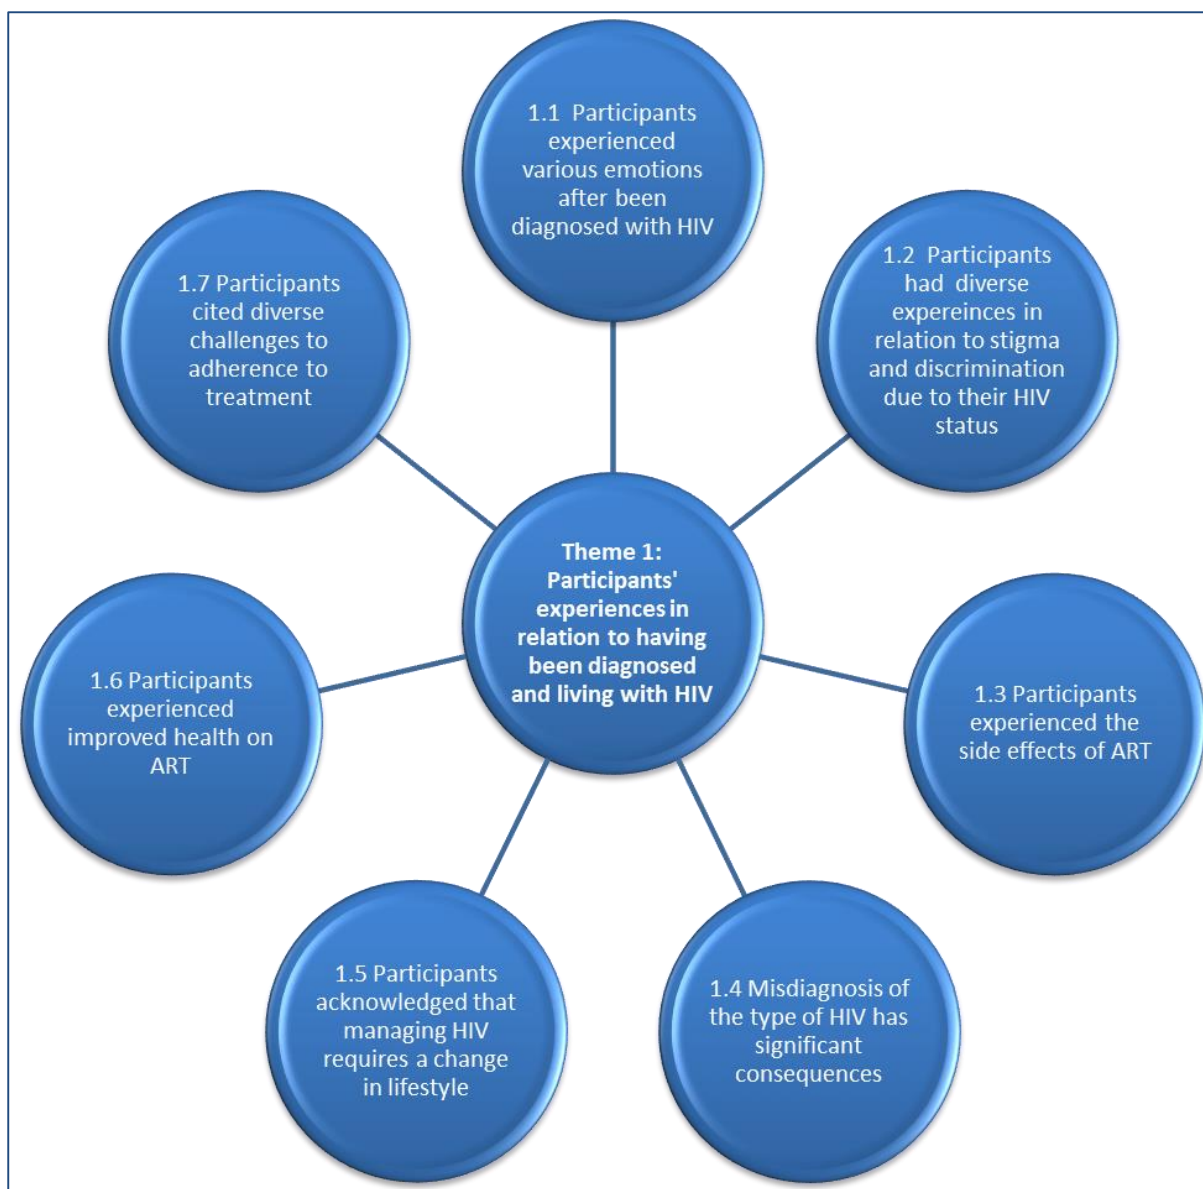 1.1 Participants
experienced
various emotions
after been
diagnosed with HIV
1.2 Participants
had diverse
expereinces in
relation to stigma
and discrimination
due to their HIV
status
1.3 Participants
experienced the
side effects of ART
1.4 Misdiagnosis of
the type of HIV has
significant
consequences
1.5 Participants
acknowledged that
managing HIV
requires a change
in lifestyle
1.6 Participants
experienced
improved health on
ART
1.7 Participants
cited diverse
challenges to
adherence to
treatment
Theme 1:
Participants'
experiences in
relation to having
been diagnosed
and living with HIV